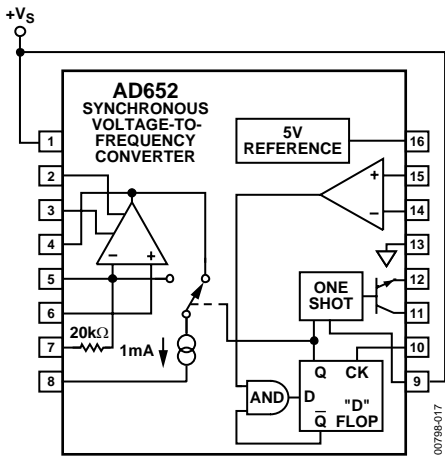 +VS
AD652
SYNCHRONOUS
VOLTAGE-TO-
FREQUENCY
CONVERTER
5V
REFERENCE
1
2
3
4
5
6
7
8
16
15
14
13
12
11
10
9
+
–
–
+
20kΩ
1mA
ONE
SHOT
AND
D
Q
CK
Q̅
"D"
FLOP
00798-017